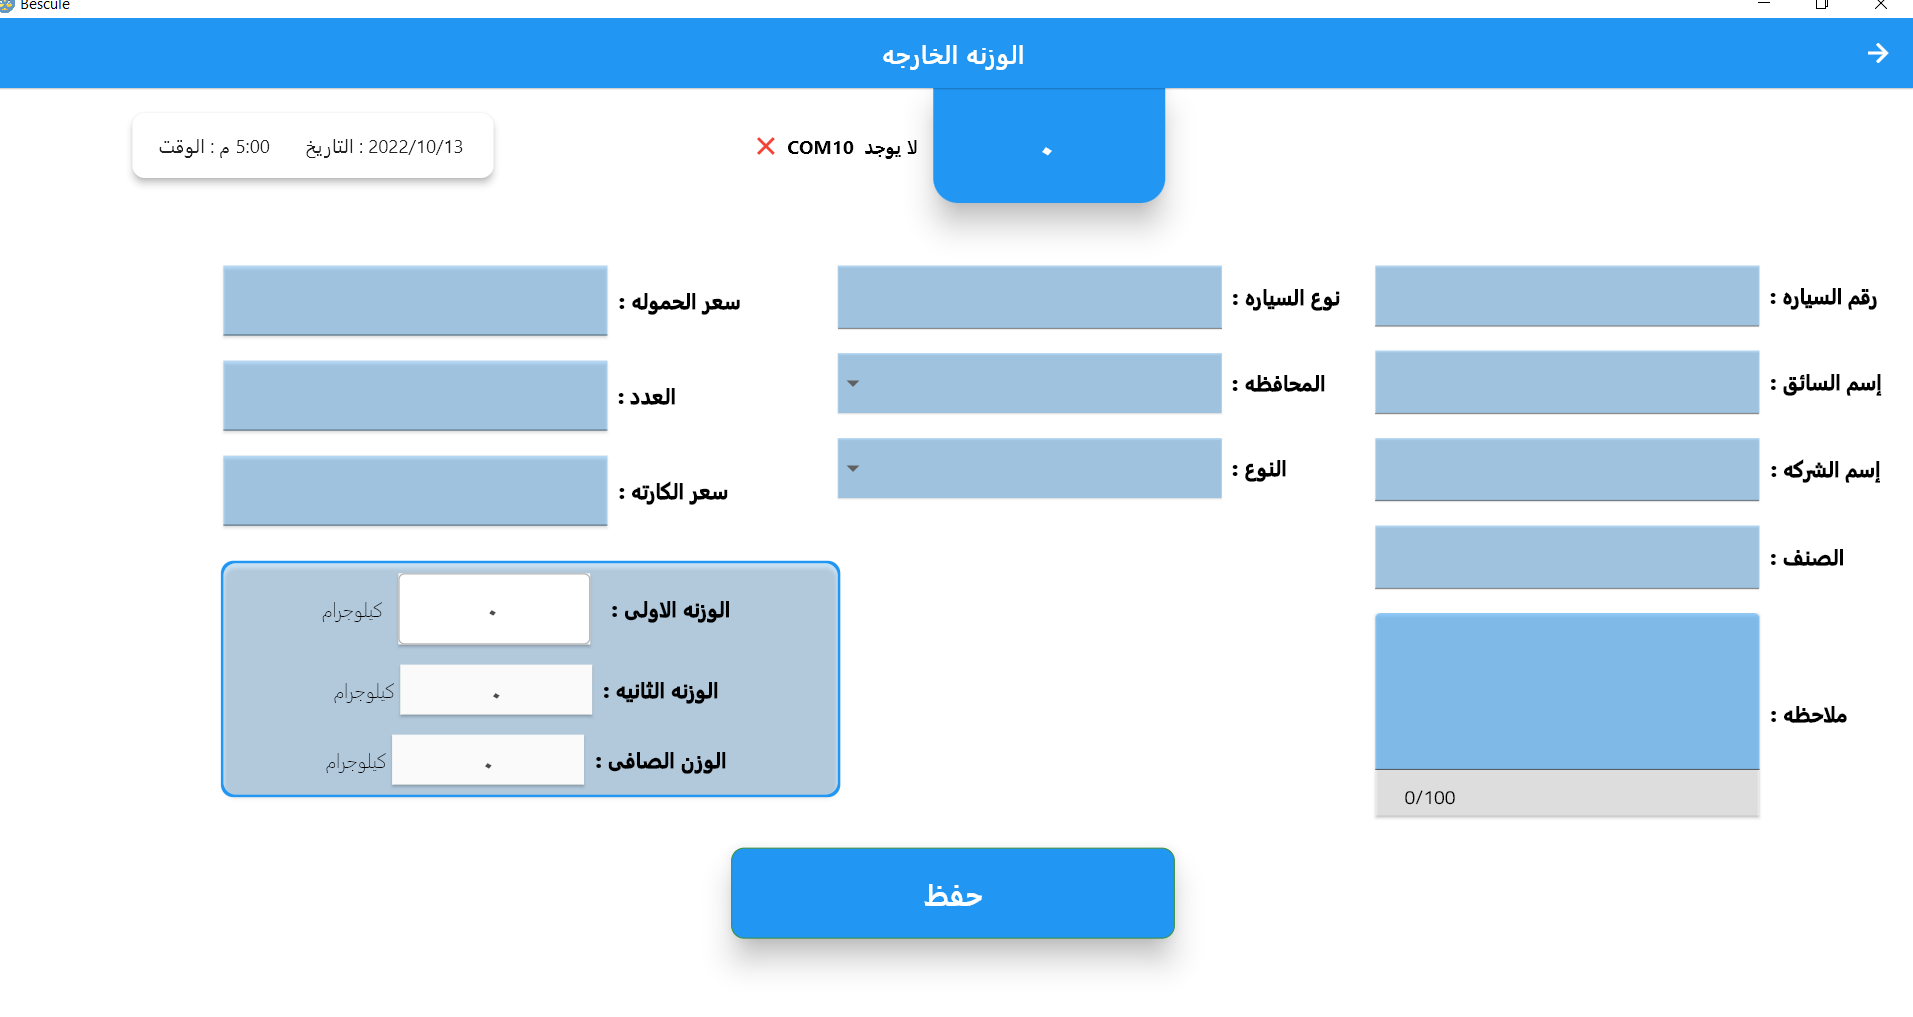 Bescule
الوزنه الخارجه
٠
لا يوجد COM10
2022/10/13 : التاريخ
5:00 م : الوقت
رقم السياره :
إسم السائق :
إسم الشركه :
الصنف :
ملاحظه :
0/100
نوع السياره :
المحافظه :
النوع :
سعر الحموله :
العدد :
سعر الكارته :
الوزنه الاولى : ٠ كيلوجرام
الوزنه الثانيه : ٠ كيلوجرام
الوزن الصافى : ٠ كيلوجرام
حفظ